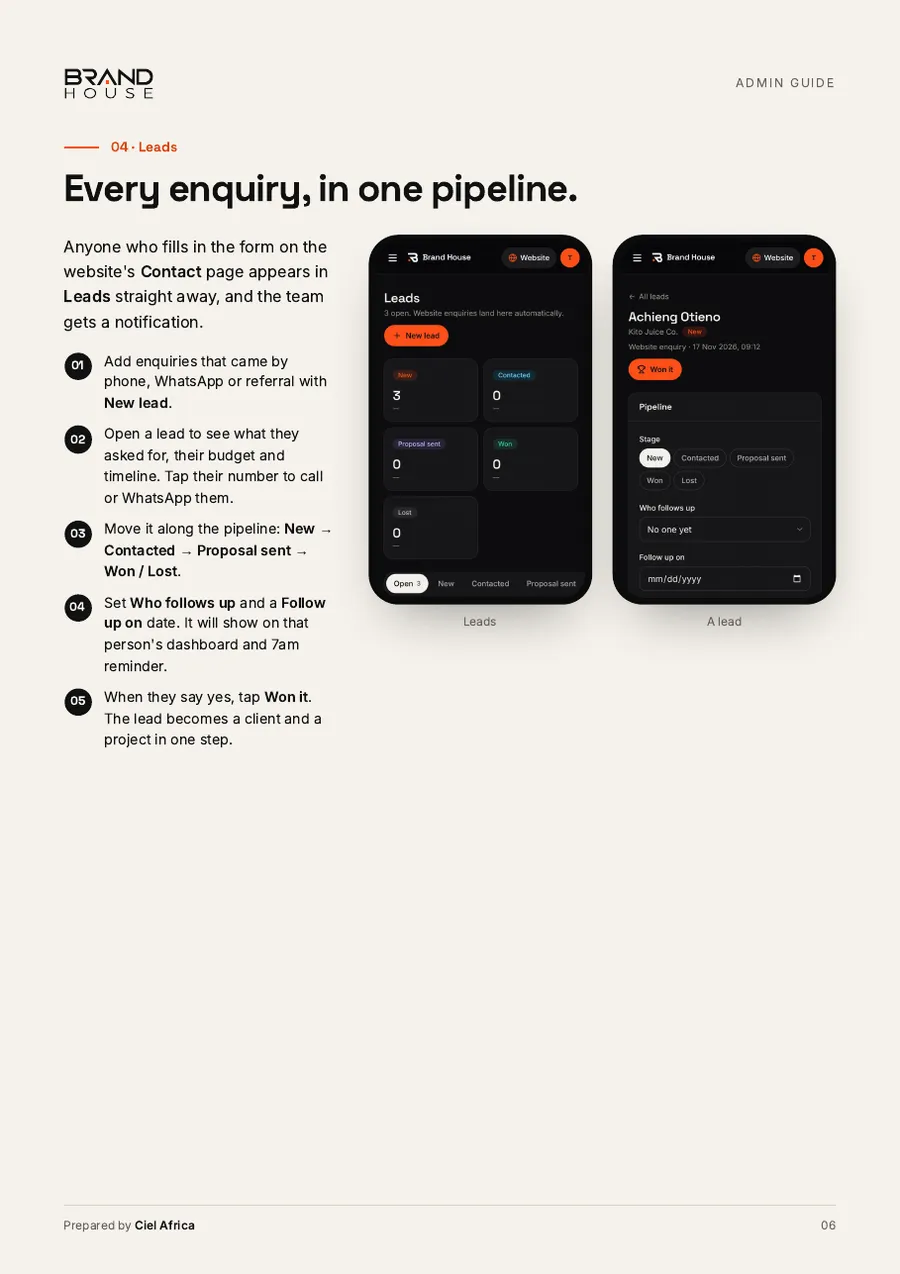 BRAND
HOUSE
ADMIN GUIDE
04 · Leads
Every enquiry, in one pipeline.
Anyone who fills in the form on the
website's Contact page appears in
Leads straight away, and the team
gets a notification.
01
Add enquiries that came by
phone, WhatsApp or referral with
New lead.
02
Open a lead to see what they
asked for, their budget and
timeline. Tap their number to call
or WhatsApp them.
03
Move it along the pipeline: New →
Contacted → Proposal sent →
Won / Lost.
04
Set Who follows up and a Follow
up on date. It will show on that
person's dashboard and 7am
reminder.
05
When they say yes, tap Won it.
The lead becomes a client and a
project in one step.
Brand House
Website
T
Leads
3 open. Website enquiries land here automatically.
+ New lead
New
3
—
Contacted
0
—
Proposal sent
0
—
Won
0
—
Lost
0
—
Open 3 New Contacted Proposal sent
Leads
Brand House
Website
T
← All leads
Achieng Otieno
Kito Juice Co. New
Website enquiry · 17 Nov 2026, 09:12
Won it
Pipeline
Stage
New Contacted Proposal sent
Won Lost
Who follows up
No one yet
Follow up on
mm/dd/yyyy
A lead
Prepared by Ciel Africa
06